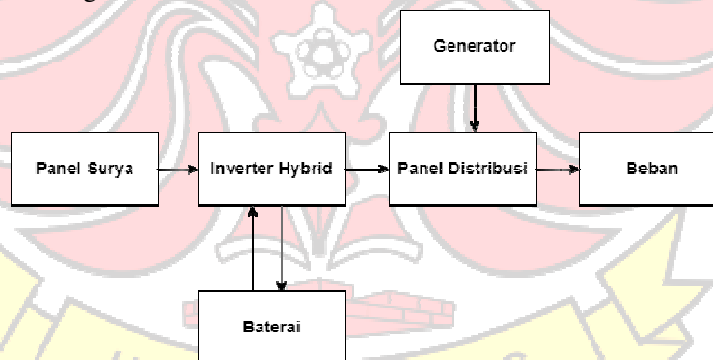 Generator
Panel Surya
Inverter Hybrid
Panel Distribusi
Beban
Baterai